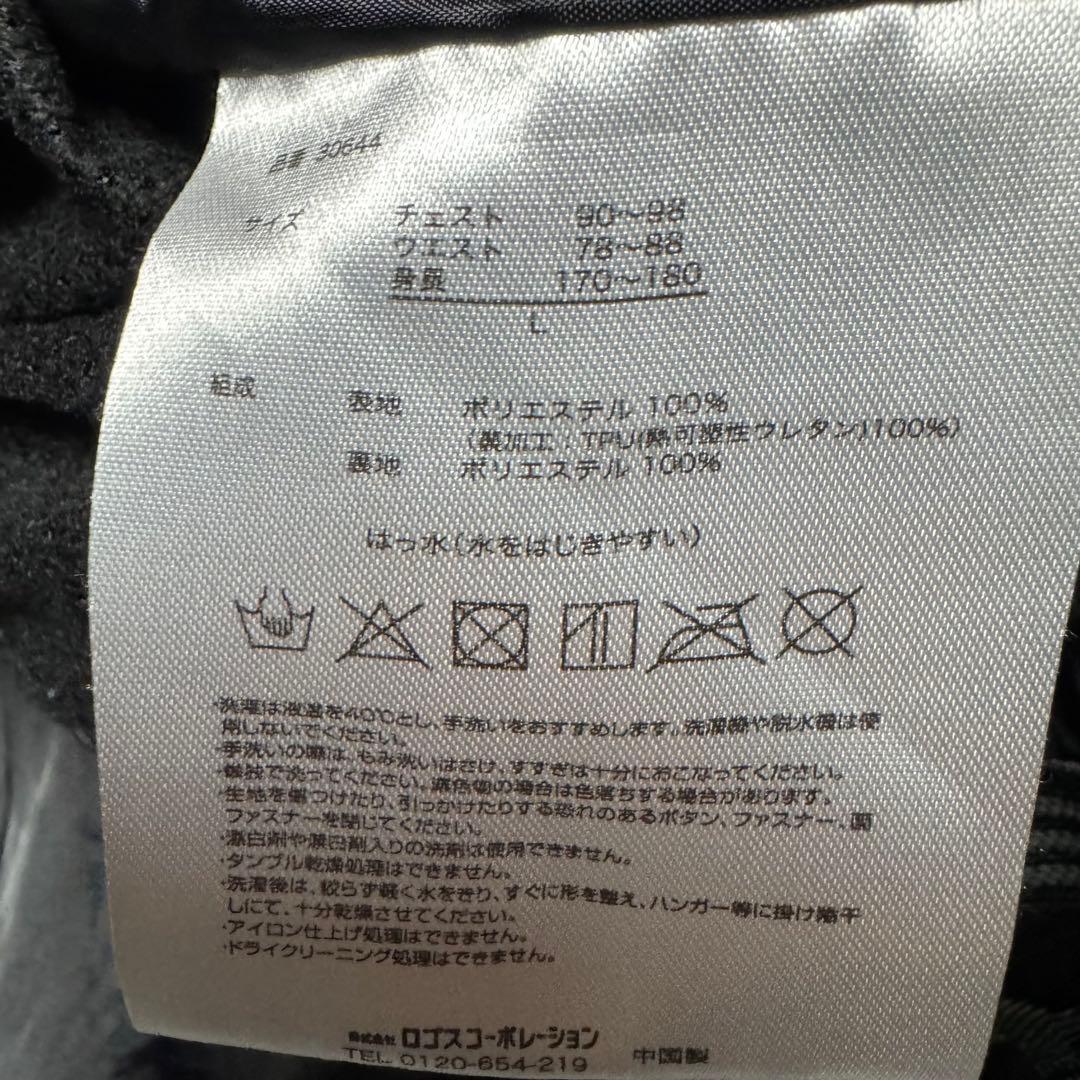 品番 30644
サイズ チェスト 90～98
ウエスト 78～88
身長 170～180
L
組成 表地 ポリエステル 100%
(裏加工：TPU(熱可塑性ウレタン)100%)
裏地 ポリエステル 100%
はっ水(水をはじきやすい)
・洗濯は液温を40℃とし、手洗いをおすすめします。洗濯機や脱水機は使
用しないでください。
・手洗いの際は、もみ洗いはさけ、すすぎは十分におこなってください。
・単独で洗ってください。濃色物の場合は色落ちする場合があります。
・生地を傷つけたり、引っかけたりする恐れのあるボタン、ファスナー、面
ファスナーを閉じてください。
・漂白剤や漂白剤入りの洗剤は使用できません。
・タンブル乾燥処理はできません。
・洗濯後は、絞らず軽く水をきり、すぐに形を整え、ハンガー等に掛け陰干
しにて、十分乾燥させてください。
・アイロン仕上げ処理はできません。
・ドライクリーニング処理はできません。
株式会社 ロゴスコーポレーション
TEL 0120-654-219 中国製